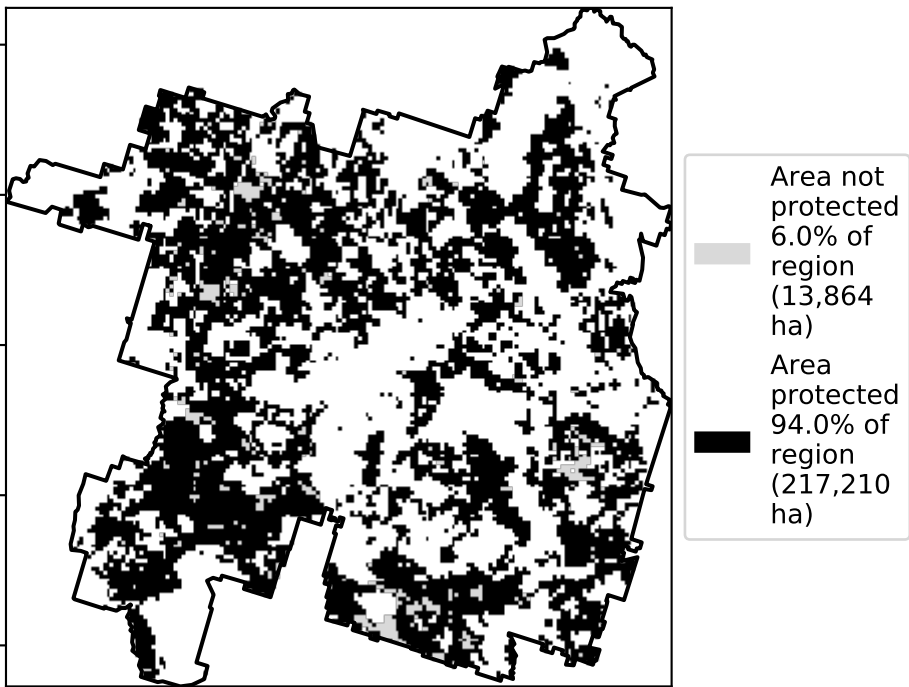 Area not
protected
6.0% of
region
(13,864
ha)
Area
protected
94.0% of
region
(217,210
ha)